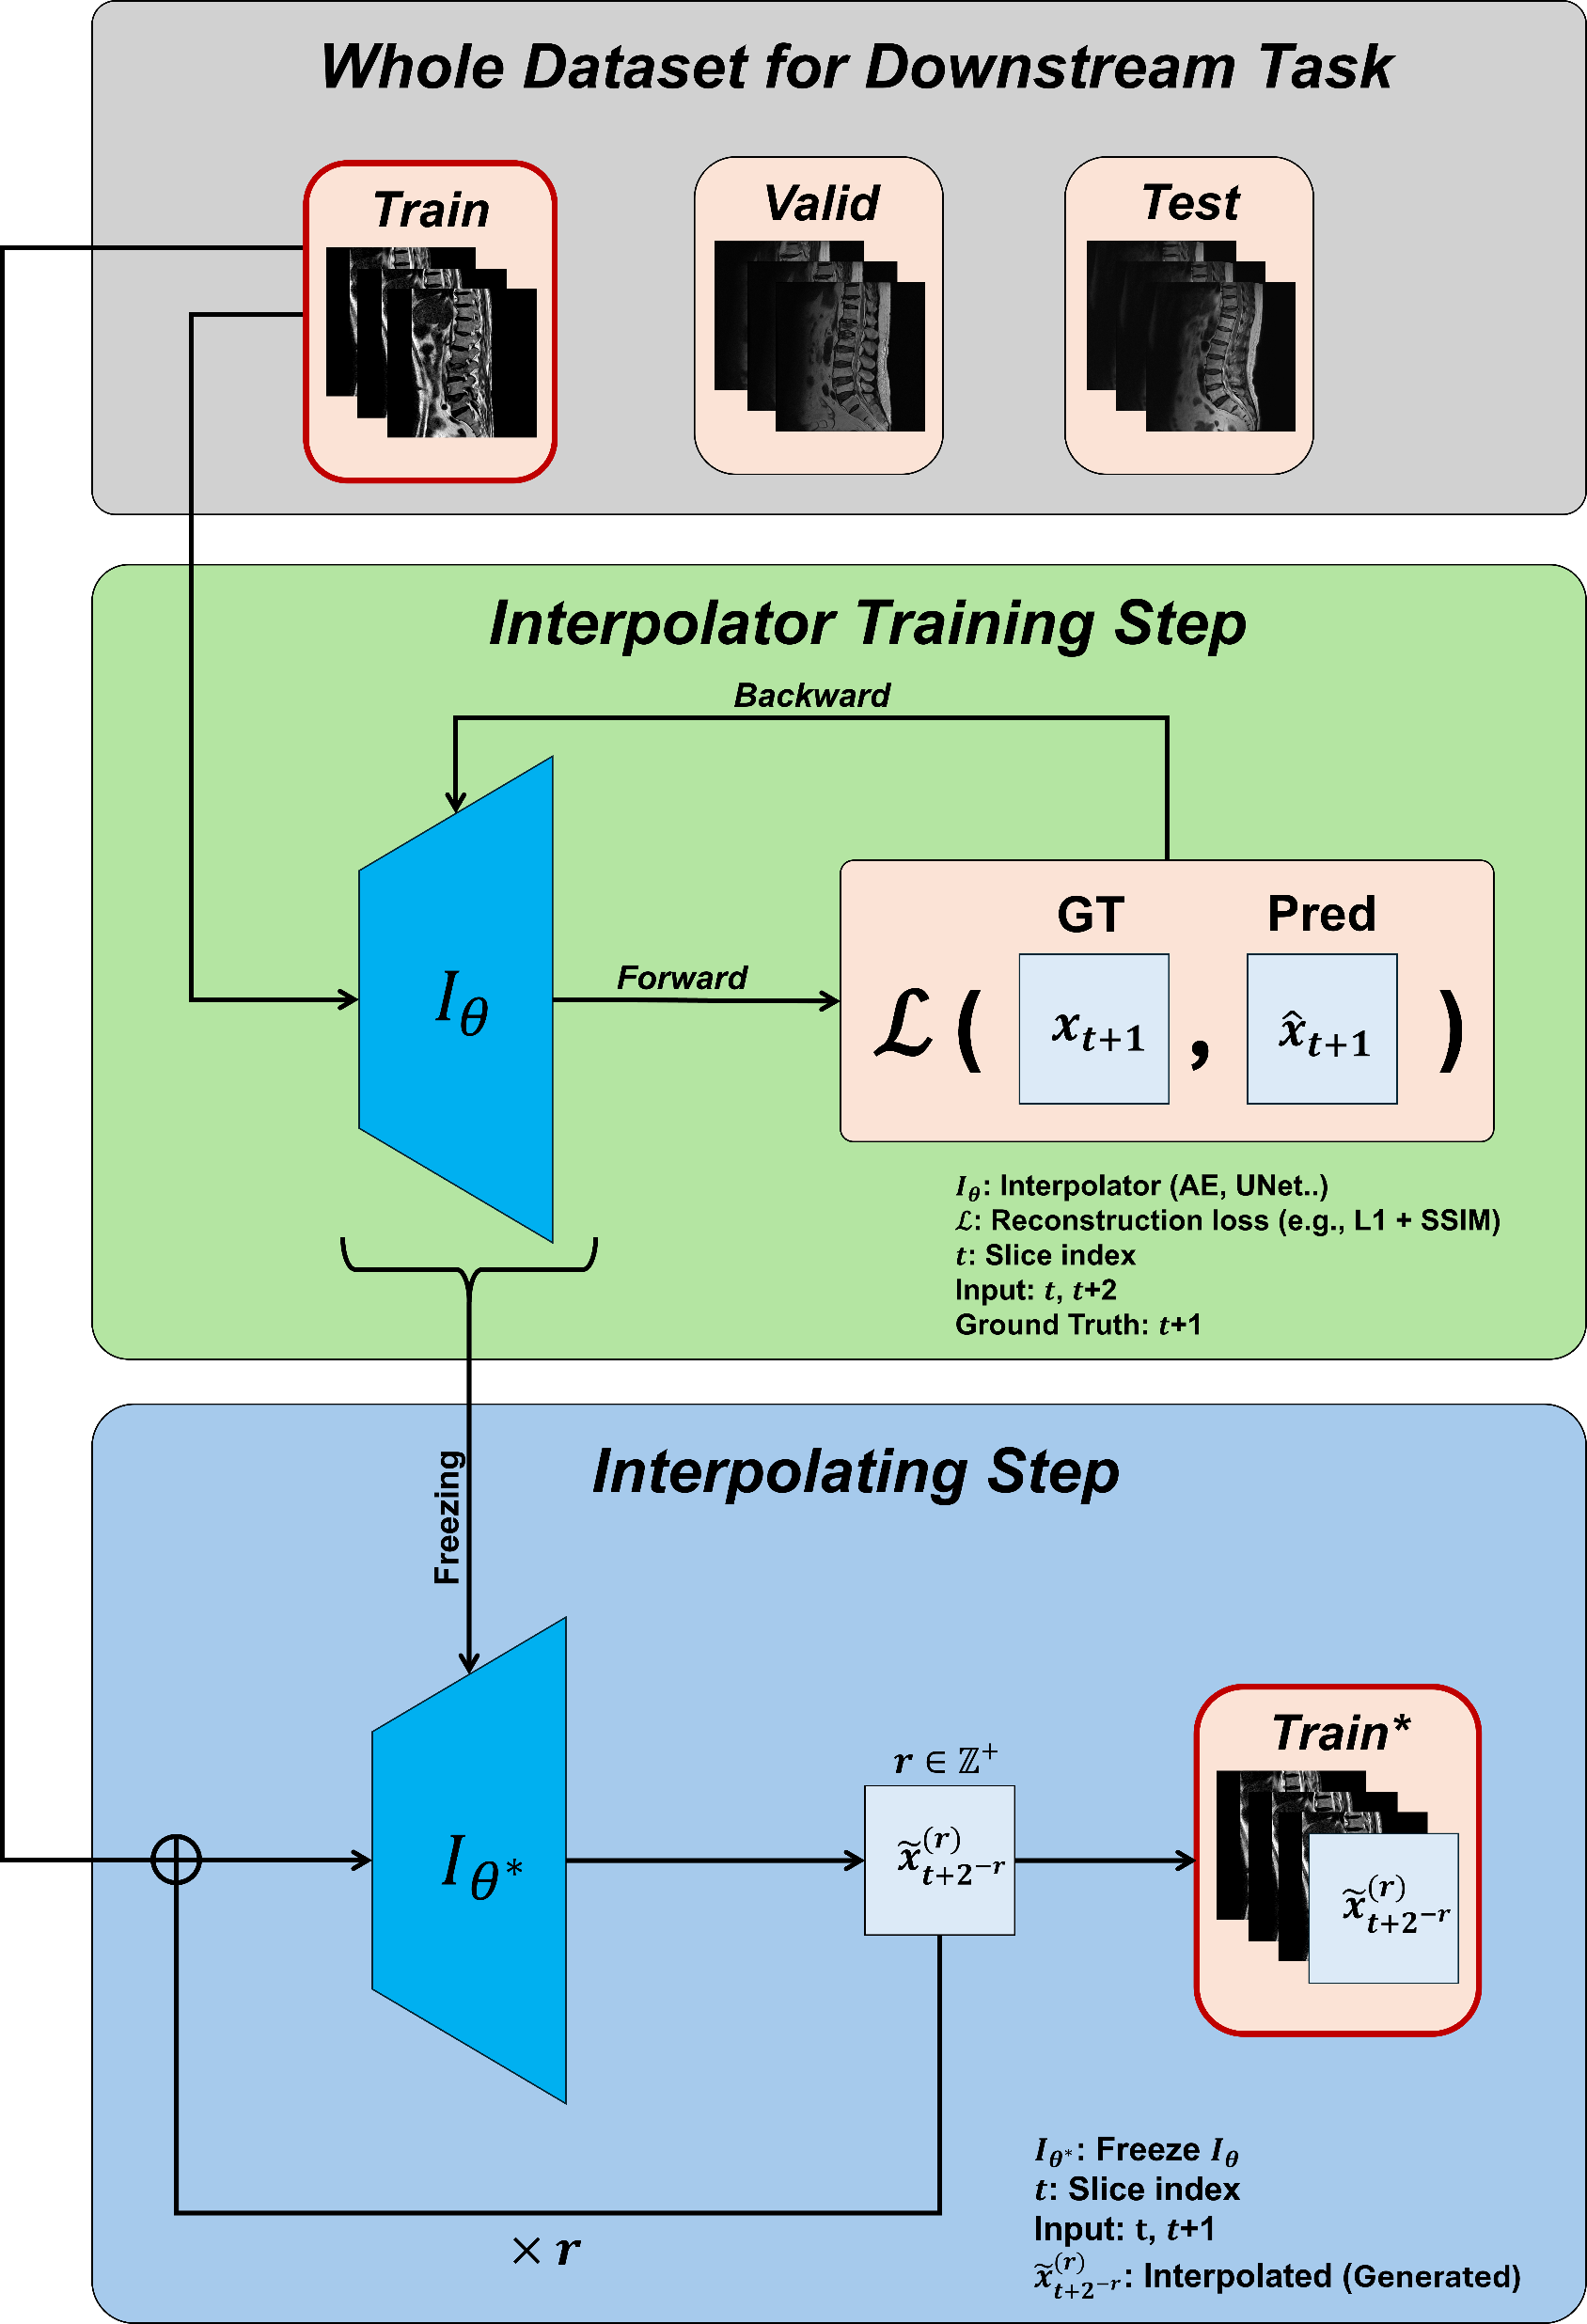 Whole Dataset for Downstream Task
Train
Valid
Test
Interpolator Training Step
Backward
GT
Pred
I_θ
Forward
ℒ ( x_{t+1} , x̂_{t+1} )
I_θ: Interpolator (AE, UNet..)
ℒ: Reconstruction loss (e.g., L1 + SSIM)
t: Slice index
Input: t, t+2
Ground Truth: t+1
Freezing
Interpolating Step
Train*
r ∈ ℤ⁺
I_{θ*}
x̃^{(r)}_{t+2^{-r}}
x̃^{(r)}_{t+2^{-r}}
× r
I_{θ*}: Freeze I_θ
t: Slice index
Input: t, t+1
x̃^{(r)}_{t+2^{-r}}: Interpolated (Generated)